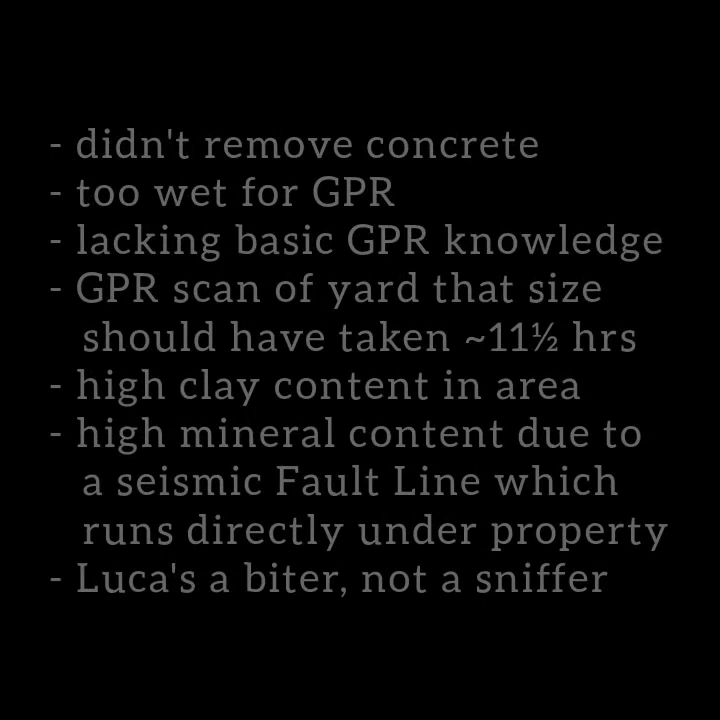 - didn't remove concrete
- too wet for GPR
- lacking basic GPR knowledge
- GPR scan of yard that size
should have taken ~11½ hrs
- high clay content in area
- high mineral content due to
a seismic Fault Line which
runs directly under property
- Luca's a biter, not a sniffer